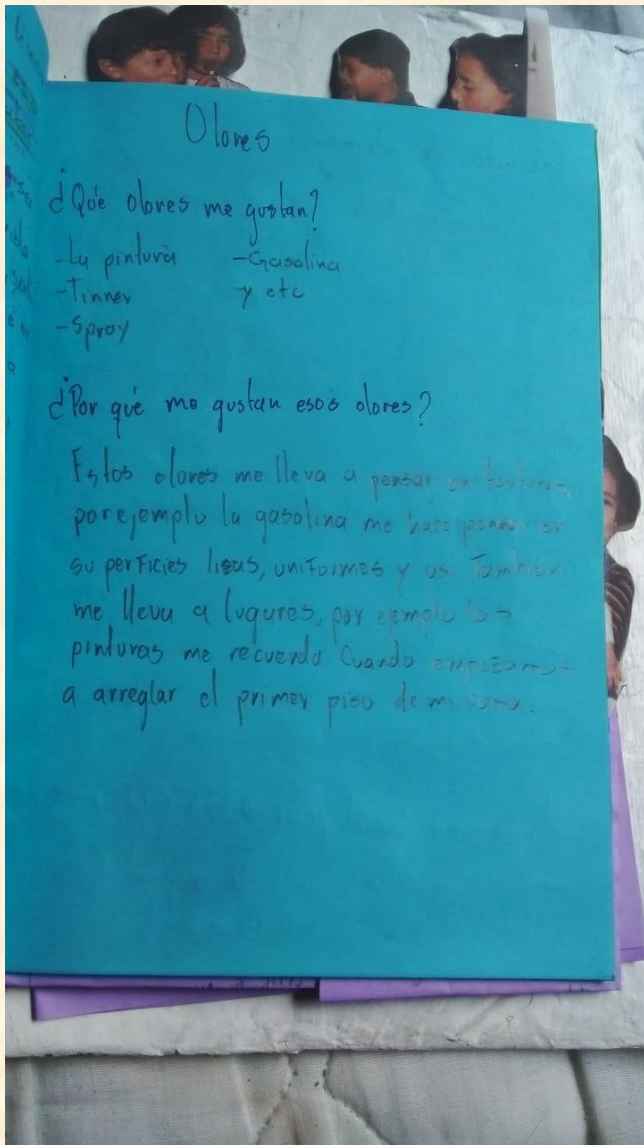 Olores
¿Qué olores me gustan?
-La pintura -Gasolina
-Tinner -y etc
-Spray
¿Por qué me gustan esos olores?
Estos olores me lleva a pensar en texturas,
por ejemplo la gasolina me hace pensar en
superficies lisas, uniformes y asi También
me lleva a lugares, por ejemplo las
pinturas me recuerda cuando empezamos
a arreglar el primer piso de mi casa.